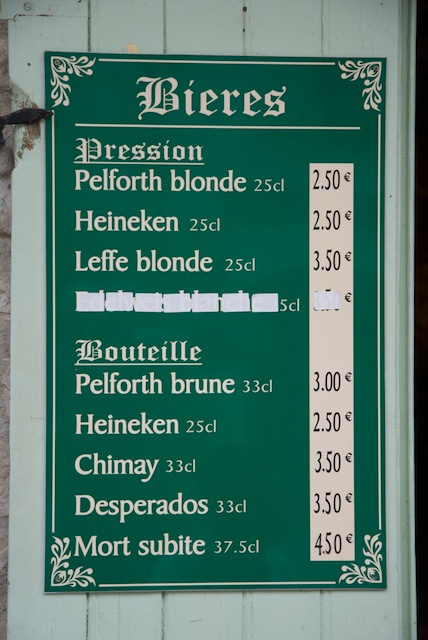 Bieres
Pression
Pelforth blonde 25cl 2.50 €
Heineken 25cl 2.50 €
Leffe blonde 25cl 3.50 €
5cl €
Bouteille
Pelforth brune 33cl 3.00 €
Heineken 25cl 2.50 €
Chimay 33cl 3.50 €
Desperados 33cl 3.50 €
Mort subite 37.5cl 4.50 €